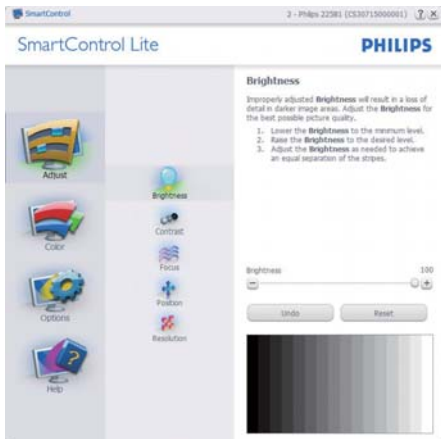 SmartControl
2 - Philips 225B1 (CS30715000001)
SmartControl Lite
PHILIPS
Adjust
Color
Options
Help
Brightness
Contrast
Focus
Position
Resolution
Brightness
Improperly adjusted Brightness will result in a loss of
detail in darker image areas. Adjust the Brightness for
the best possible picture quality.
1. Lower the Brightness to the minimum level.
2. Raise the Brightness to the desired level.
3. Adjust the Brightness as needed to achieve
an equal separation of the stripes.
Brightness 100
Undo Reset